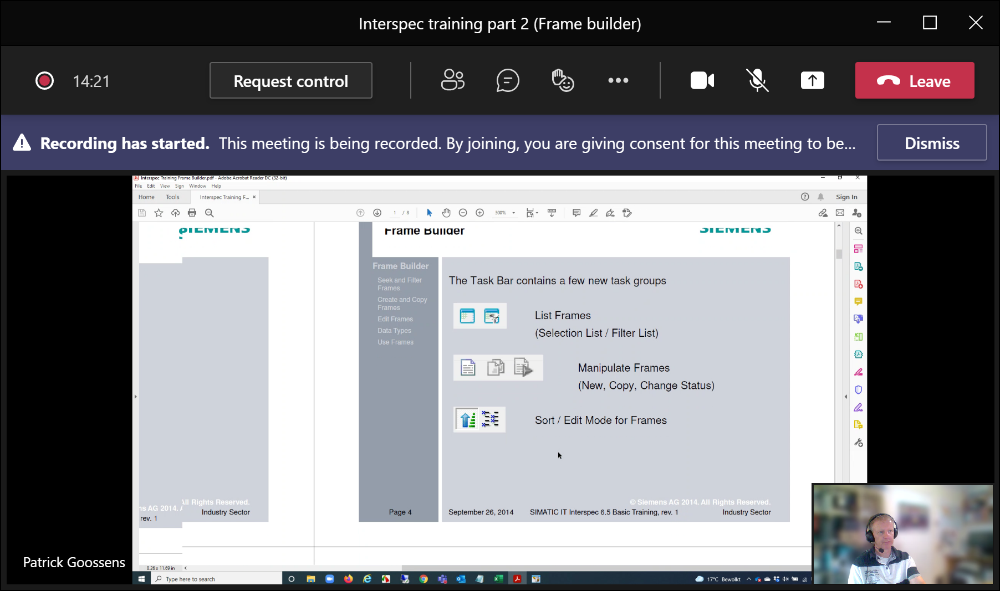 Interspec training part 2 (Frame builder)
14:21
Request control
Leave
Recording has started. This meeting is being recorded. By joining, you are giving consent for this meeting to be...
Dismiss
Interspec Training Frame Builder.pdf - Adobe Acrobat Reader DC (32-bit)
File Edit View Sign Window Help
Home Tools Interspec Training F... ×
Sign In
1 / 8
300%
SIEMENS
Frame Builder
SIEMENS
Frame Builder
Seek and Filter
Frames
Create and Copy
Frames
Edit Frames
Data Types
Use Frames
The Task Bar contains a few new task groups
List Frames
(Selection List / Filter List)
Manipulate Frames
(New, Copy, Change Status)
Sort / Edit Mode for Frames
All Rights Reserved.
ns AG 2014. A
Industry Sector
rev. 1
© Siemens AG 2014. All Rights Reserved.
Page 4
September 26, 2014
SIMATIC IT Interspec 6.5 Basic Training, rev. 1
Industry Sector
Patrick Goossens
8.26 x 11.69 in
Type here to search
17°C Bewolkt